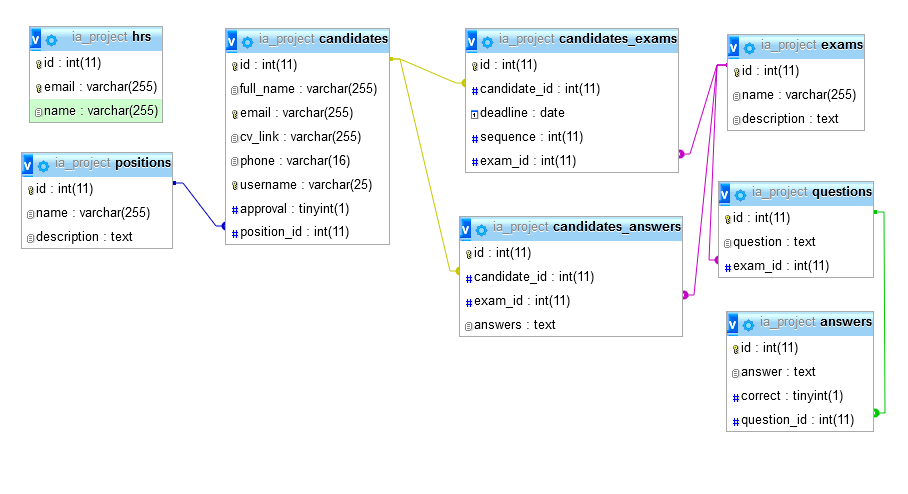 v ia_project hrs
id : int(11)
email : varchar(255)
name : varchar(255)
v ia_project positions
id : int(11)
name : varchar(255)
description : text
v ia_project candidates
id : int(11)
full_name : varchar(255)
email : varchar(255)
cv_link : varchar(255)
phone : varchar(16)
username : varchar(25)
# approval : tinyint(1)
# position_id : int(11)
v ia_project candidates_exams
id : int(11)
# candidate_id : int(11)
deadline : date
# sequence : int(11)
# exam_id : int(11)
v ia_project candidates_answers
id : int(11)
# candidate_id : int(11)
# exam_id : int(11)
answers : text
v ia_project exams
id : int(11)
name : varchar(255)
description : text
v ia_project questions
id : int(11)
question : text
# exam_id : int(11)
v ia_project answers
id : int(11)
answer : text
# correct : tinyint(1)
# question_id : int(11)